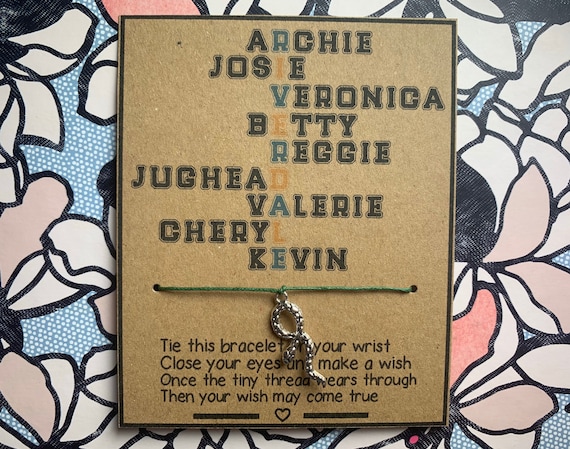 ARCHIE
JOSIE
VERONICA
BETTY
REGGIE
JUGHEAD
VALERIE
CHERYL
KEVIN
Tie this bracelet your wrist
Close your eyes and make a wish
Once the tiny thread wears through
Then your wish may come true